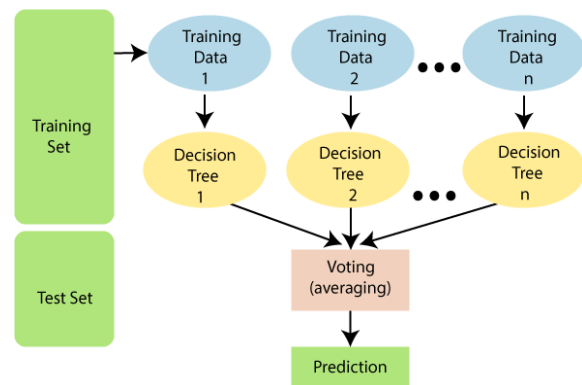 Training
Set
Test Set
Training
Data
1
Training
Data
2
Training
Data
n
Decision
Tree
1
Decision
Tree
2
Decision
Tree
n
Voting
(averaging)
Prediction